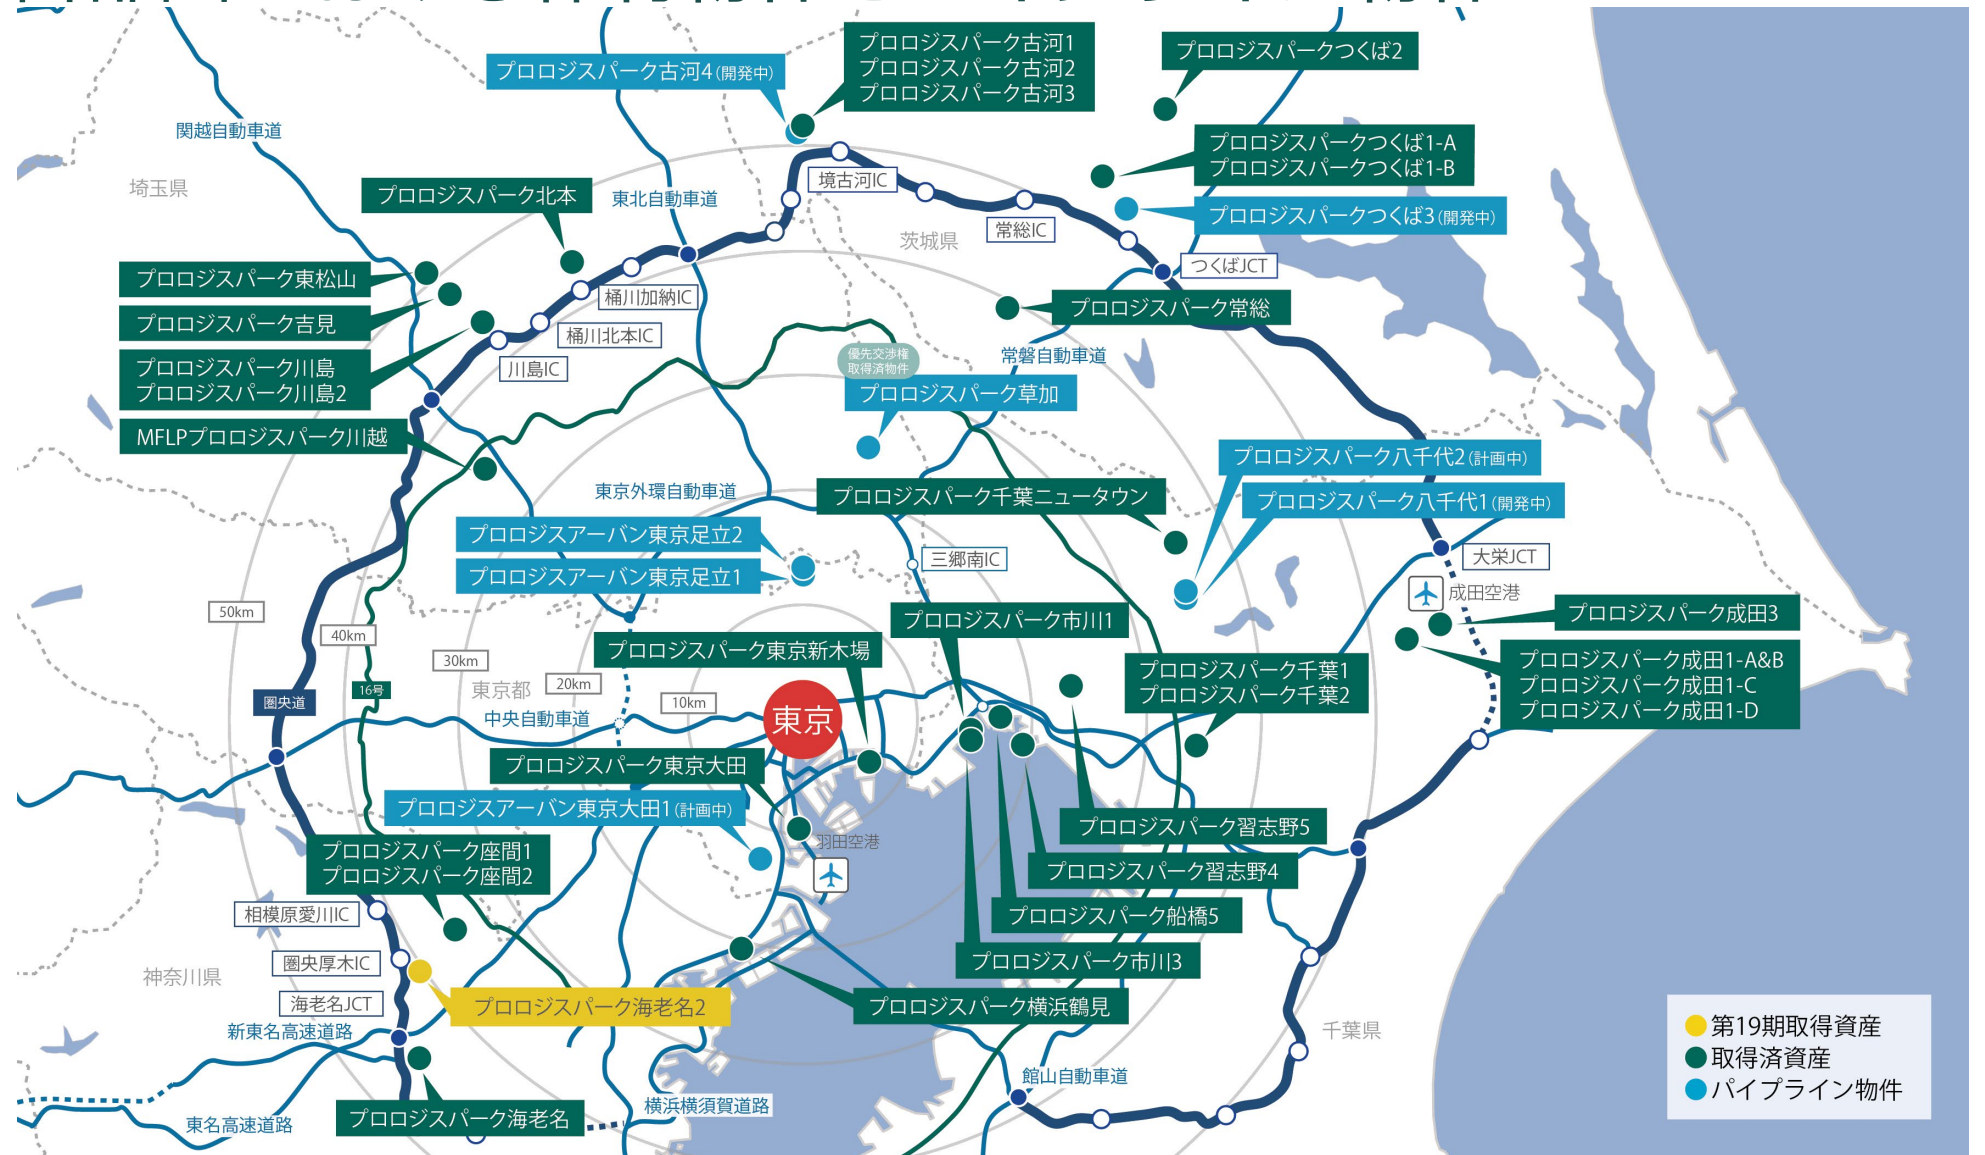 プロロジスパーク古河1
プロロジスパーク古河2
プロロジスパーク古河3
プロロジスパーク古河4(開発中)
プロロジスパークつくば2
関越自動車道
プロロジスパークつくば1-A
プロロジスパークつくば1-B
埼玉県
プロロジスパーク北本
東北自動車道
境古河IC
プロロジスパークつくば3(開発中)
常総IC
茨城県
つくばJCT
プロロジスパーク東松山
桶川加納IC
プロロジスパーク常総
プロロジスパーク吉見
桶川北本IC
優先交渉権
取得済物件
常磐自動車道
プロロジスパーク川島
プロロジスパーク川島2
川島IC
プロロジスパーク草加
MFLPプロロジスパーク川越
プロロジスパーク八千代2(計画中)
東京外環自動車道
プロロジスパーク千葉ニュータウン
プロロジスパーク八千代1(開発中)
プロロジスアーバン東京足立2
三郷南IC
大栄JCT
プロロジスアーバン東京足立1
成田空港
50km
プロロジスパーク市川1
プロロジスパーク成田3
40km
プロロジスパーク東京新木場
30km
プロロジスパーク千葉1
プロロジスパーク千葉2
プロロジスパーク成田1-A&B
プロロジスパーク成田1-C
プロロジスパーク成田1-D
東京都
20km
16号
圏央道
10km
中央自動車道
東京
プロロジスパーク東京大田
プロロジスアーバン東京大田1(計画中)
羽田空港
プロロジスパーク習志野5
プロロジスパーク座間1
プロロジスパーク座間2
プロロジスパーク習志野4
相模原愛川IC
プロロジスパーク船橋5
圏央厚木IC
プロロジスパーク市川3
神奈川県
海老名JCT
プロロジスパーク海老名2
プロロジスパーク横浜鶴見
新東名高速道路
千葉県
第19期取得資産
取得済資産
パイプライン物件
館山自動車道
横浜横須賀道路
プロロジスパーク海老名
東名高速道路